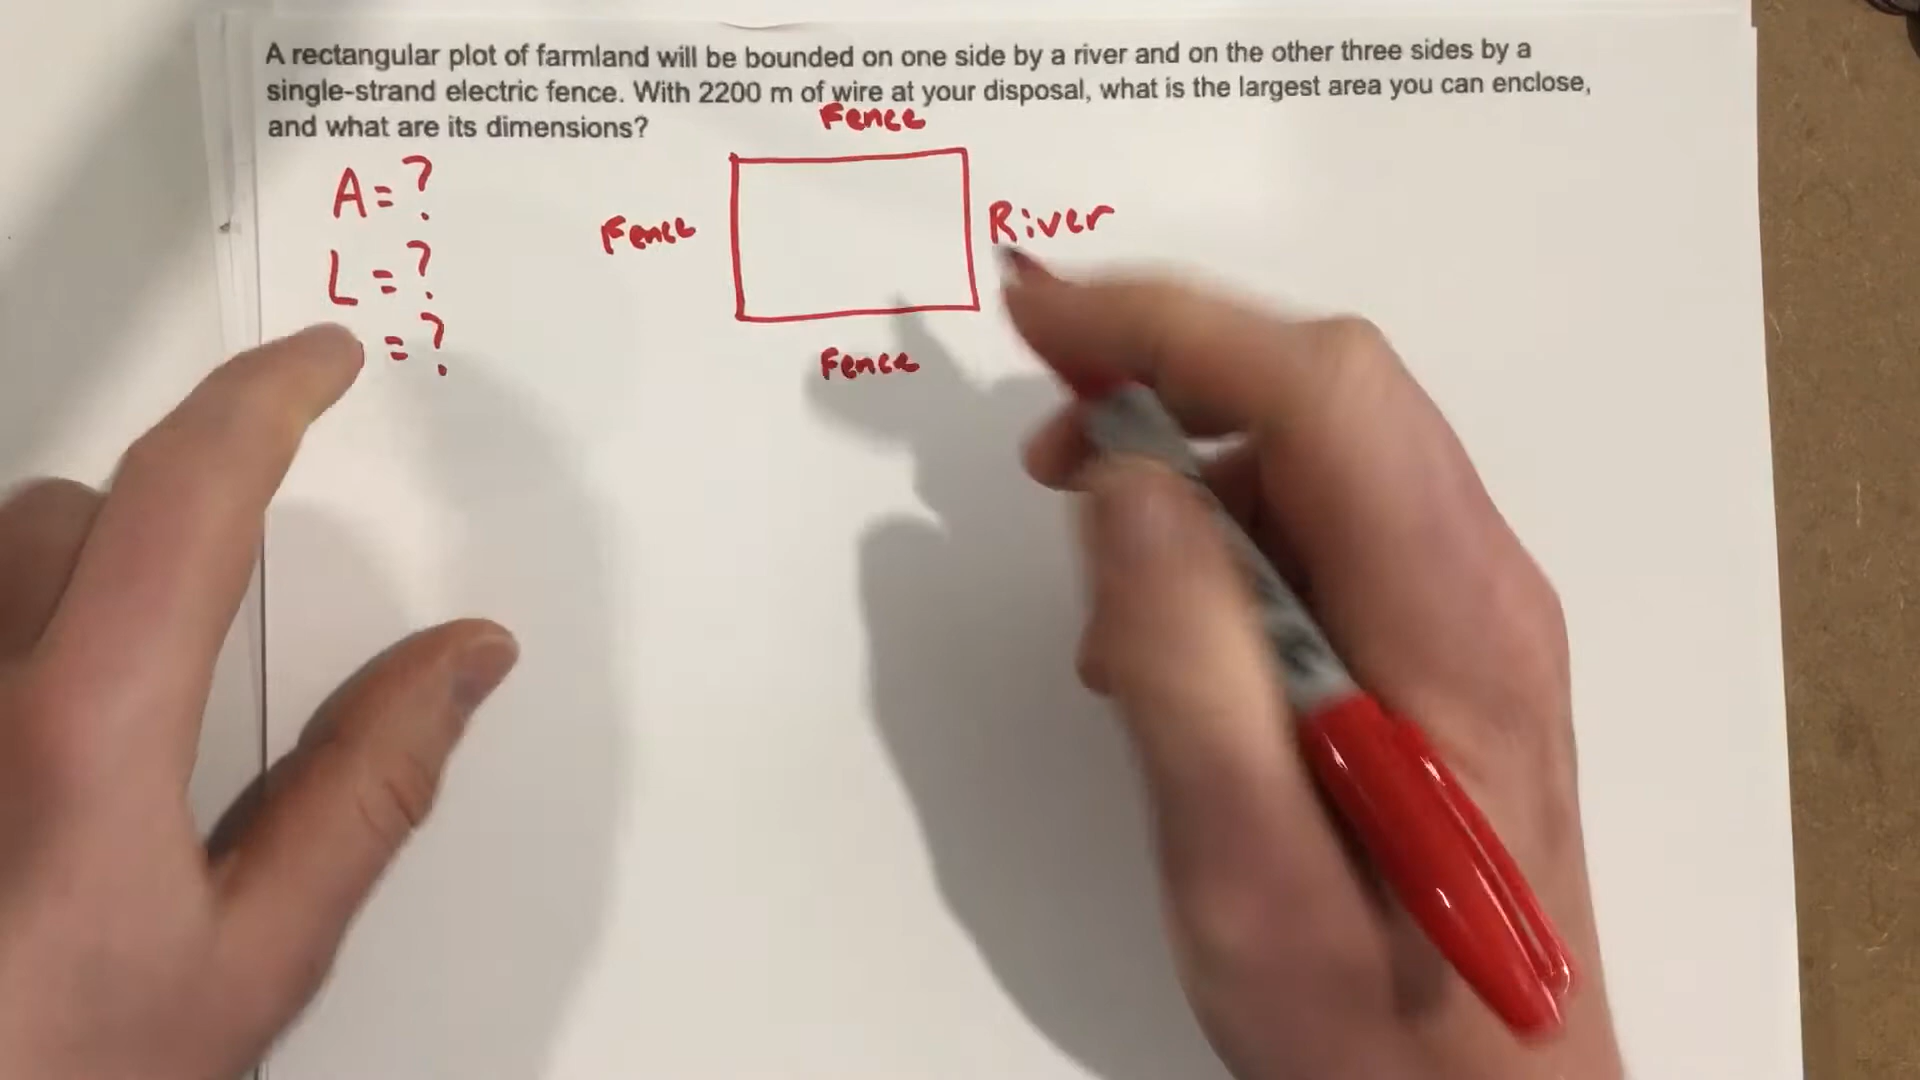 A rectangular plot of farmland will be bounded on one side by a river and on the other three sides by a
single-strand electric fence. With 2200 m of wire at your disposal, what is the largest area you can enclose,
and what are its dimensions?
Fence
A=?
Fence
River
L=?
=?
Fence